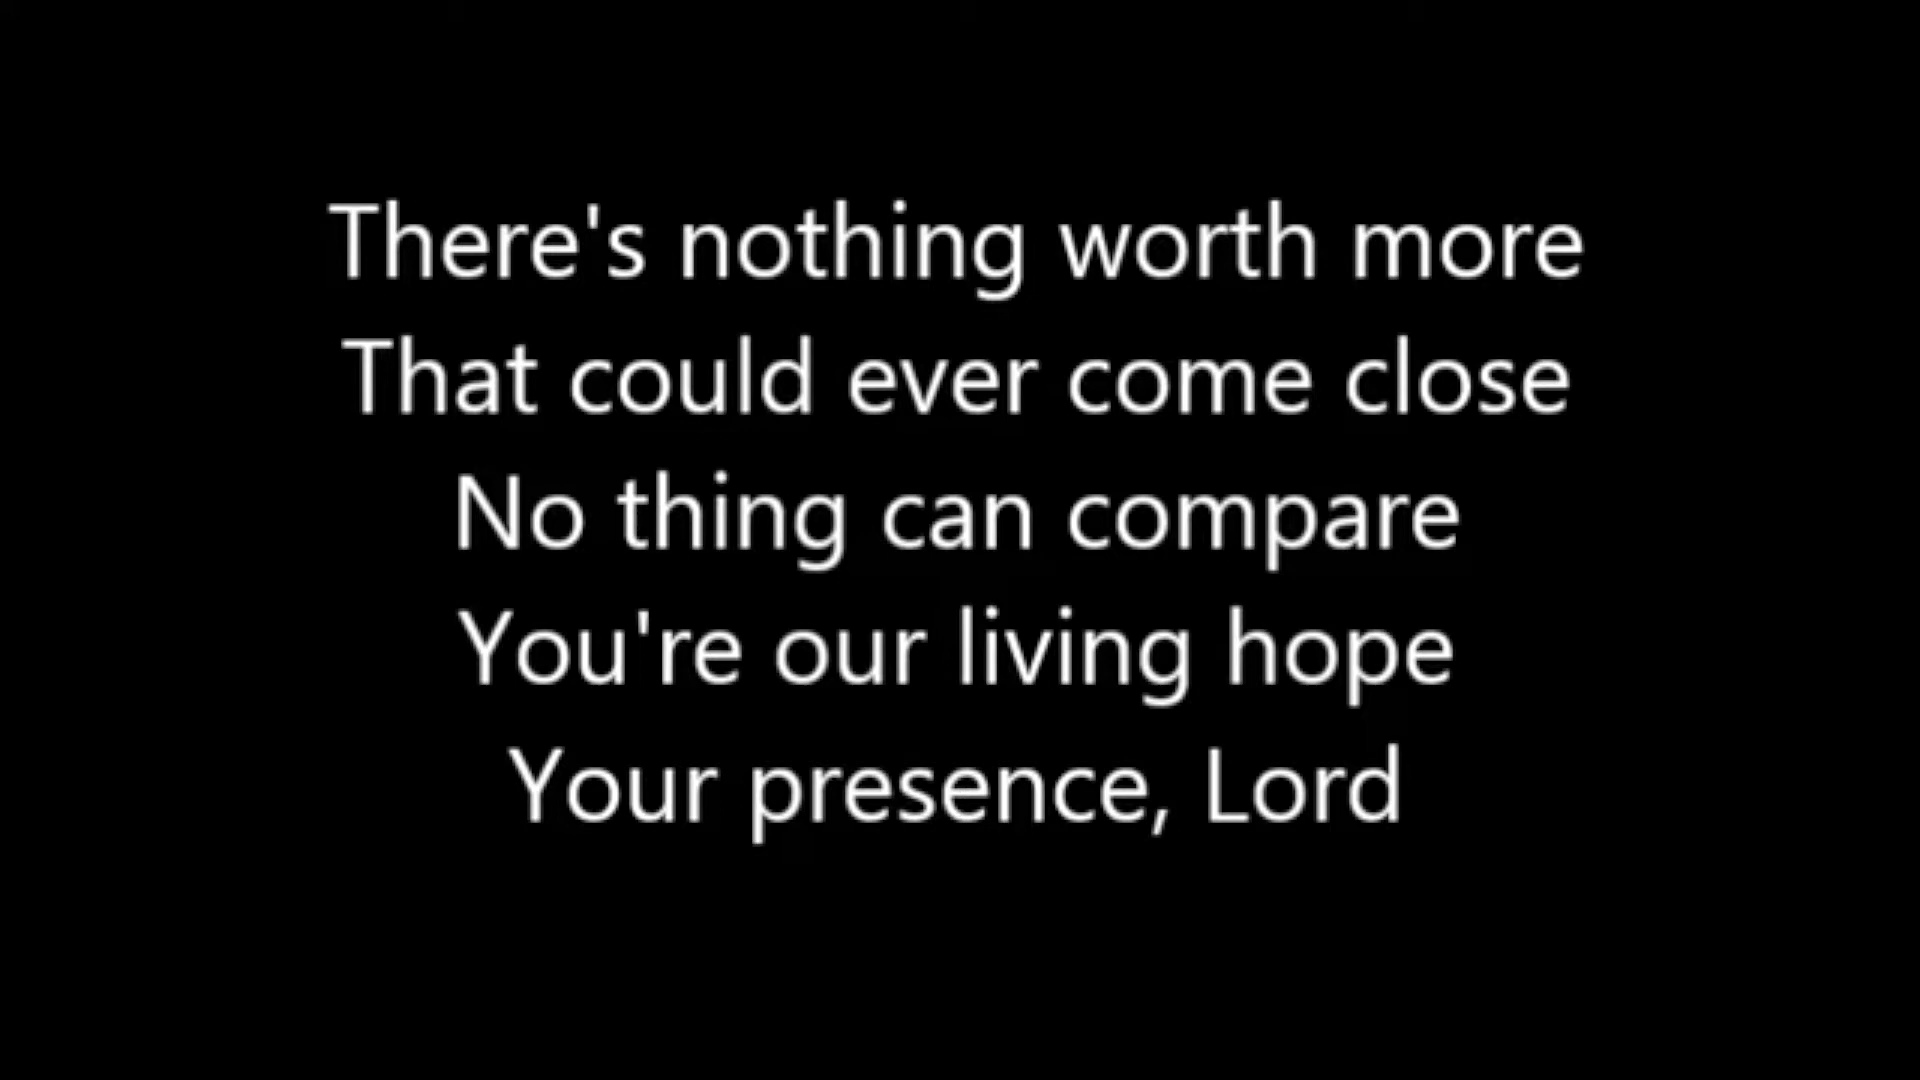 There's nothing worth more
That could ever come close
No thing can compare
You're our living hope
Your presence, Lord